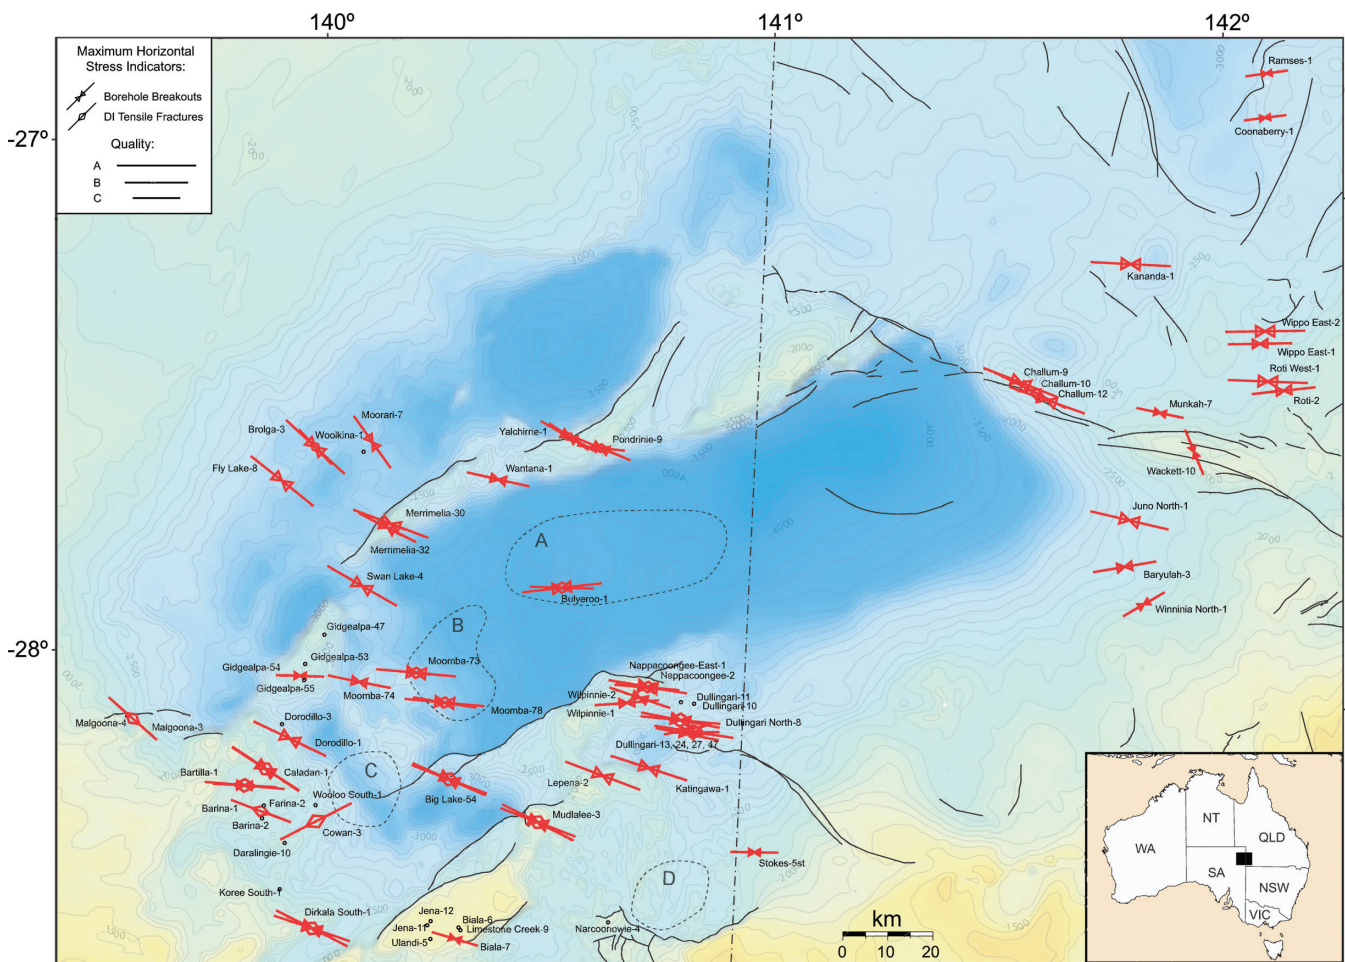 140º
141º
142º
-27º
-28º
Maximum Horizontal
Stress Indicators:
Borehole Breakouts
DI Tensile Fractures
Quality:
A
B
C
Ramses-1
Coonaberry-1
Kananda-1
Wippo East-2
Wippo East-1
Roti West-1
Roti-2
Challum-9
Challum-10
Challum-12
Munkah-7
Wackett-10
Juno North-1
Baryulah-3
Winninia North-1
Moorari-7
Brolga-3
Wooikina-1
Fly Lake-8
Yalchirrie-1
Pondrinie-9
Wantana-1
Merrimelia-30
Merrimelia-32
Swan Lake-4
A
Bulyeroo-1
B
Gidgealpa-47
Gidgealpa-53
Gidgealpa-54
Gidgealpa-55
Moomba-73
Moomba-74
Moomba-78
Nappacoongee-East-1
Nappacoongee-2
Wilpinnie-2
Wilpinnie-1
Dullingari-11
Dullingari-10
Dullingari North-8
Dullingari-13, 24, 27, 47
Malgoona-4
Malgoona-3
Dorodillo-3
Dorodillo-1
Caladan-1
Bartilla-1
C
Wooloo South-1
Farina-2
Barina-1
Barina-2
Cowan-3
Daralingie-10
Big Lake-54
Lepena-2
Katingawa-1
Mudlalee-3
Stokes-5st
D
Koree South-1
Dirkala South-1
Jena-12
Jena-11
Ulandi-5
Biala-6
Limestone Creek-9
Biala-7
Narcoonowie-4
km
0 10 20
WA
NT
QLD
SA
NSW
VIC
-3000
-3500
-4000
-2500
-2000
-1500